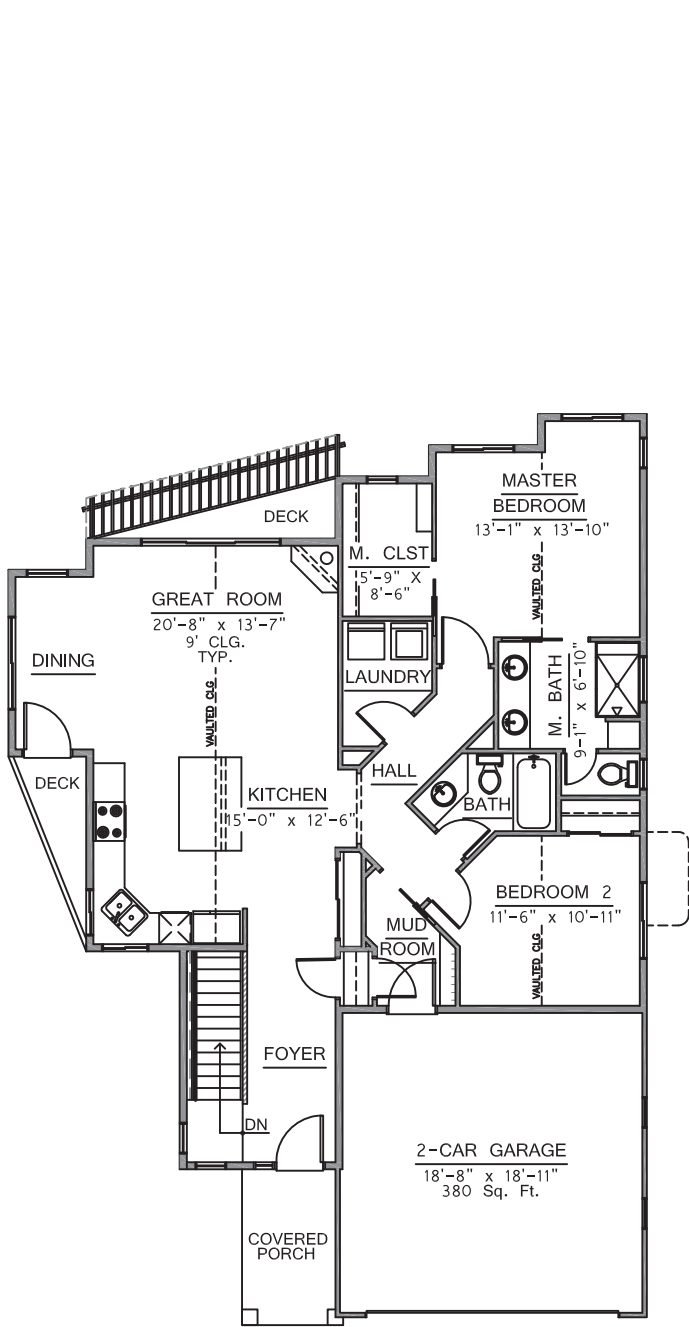 MASTER
BEDROOM
13'-1" x 13'-10"
VAULTED CLG
DECK
M. CLST
5'-9" X
8'-6"
GREAT ROOM
20'-8" x 13'-7"
9' CLG.
TYP.
VAULTED CLG
DINING
LAUNDRY
M. BATH
9'-1" x 6'-10"
HALL
DECK
KITCHEN
15'-0" x 12'-6"
BATH
BEDROOM 2
11'-6" x 10'-11"
VAULTED CLG
MUD
ROOM
FOYER
DN
2-CAR GARAGE
18'-8" x 18'-11"
380 Sq. Ft.
COVERED
PORCH